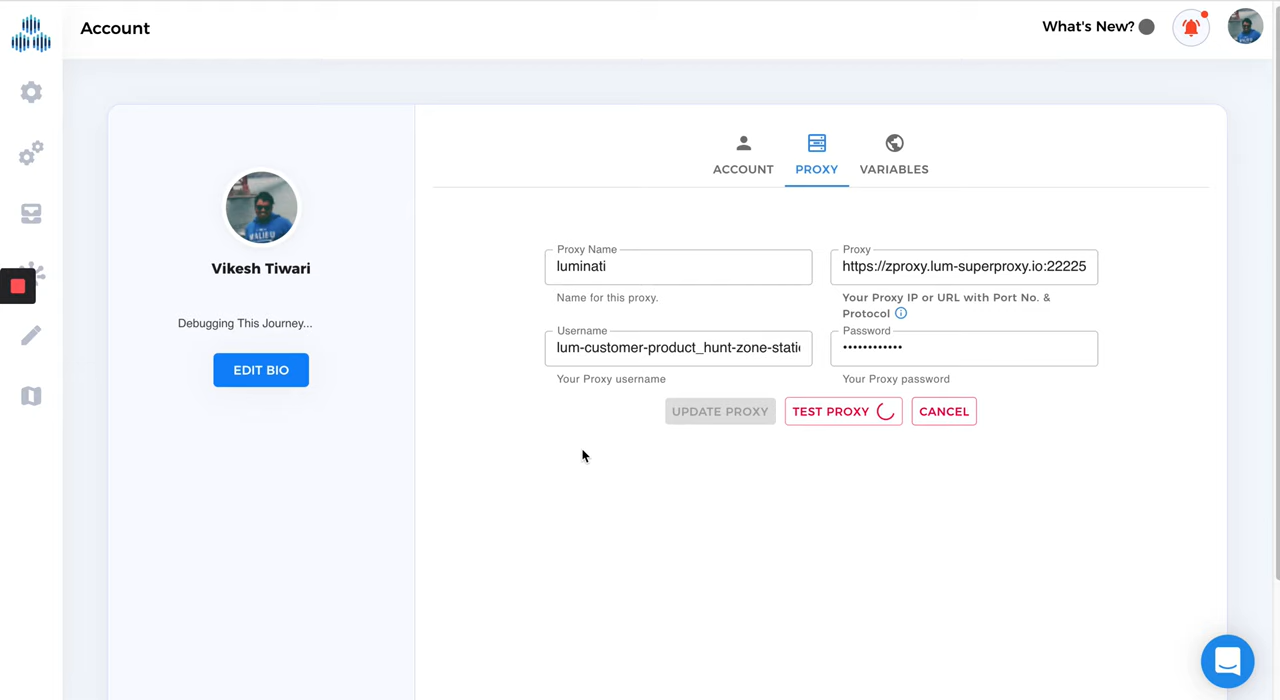 Account
What's New?
Vikesh Tiwari
Debugging This Journey...
EDIT BIO
ACCOUNT
PROXY
VARIABLES
Proxy Name
luminati
Name for this proxy.
Proxy
https://zproxy.lum-superproxy.io:22225
Your Proxy IP or URL with Port No. &
Protocol
Username
lum-customer-product_hunt-zone-stati
Your Proxy username
Password
••••••••••••
Your Proxy password
UPDATE PROXY
TEST PROXY
CANCEL